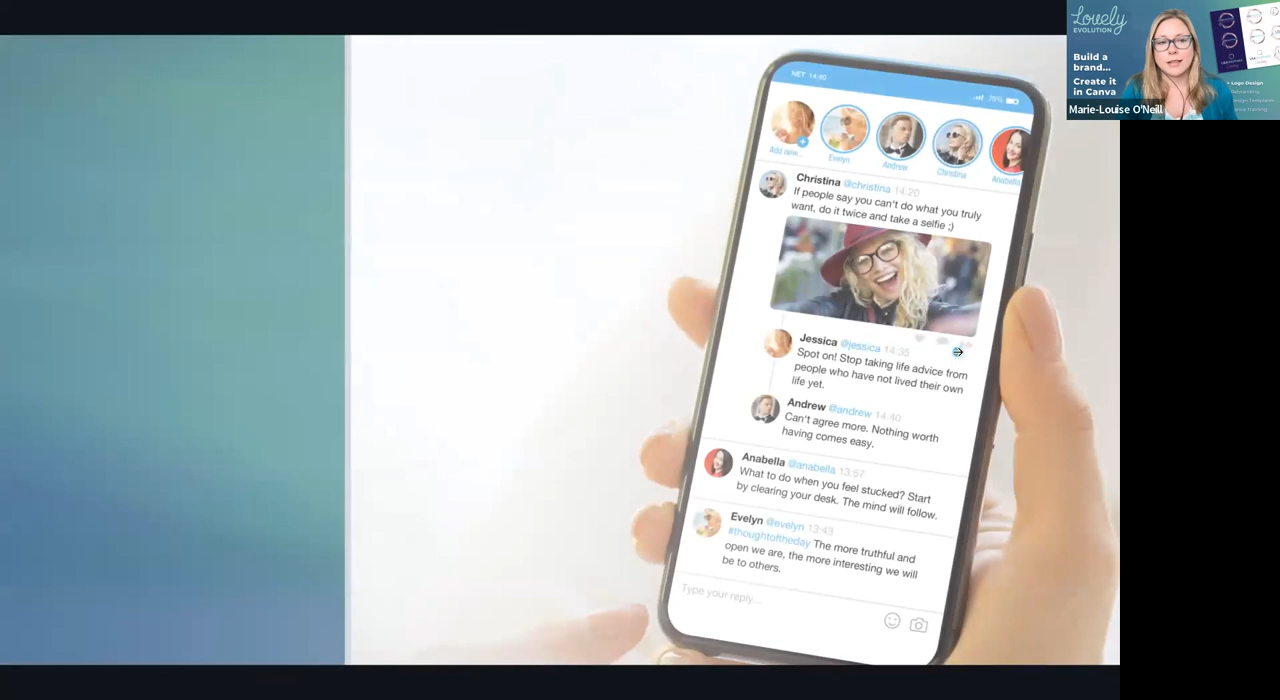 Lovely
EVOLUTION
Build a
brand...
Create it
in Canva
Logo Design
Marie-Louise O'Neill
NET 14:40
75%
Add new...
Evelyn
Andrew
Christina
Anabella
Christina @christina 14:20
If people say you can't do what you truly
want, do it twice and take a selfie ;)
Jessica @jessica 14:35
Spot on! Stop taking life advice from
people who have not lived their own
life yet.
Andrew @andrew 14:40
Can't agree more. Nothing worth
having comes easy.
Anabella @anabella 13:57
What to do when you feel stucked? Start
by clearing your desk. The mind will follow.
Evelyn @evelyn 13:43
#thoughtoftheday The more truthful and
open we are, the more interesting we will
be to others.
Type your reply...